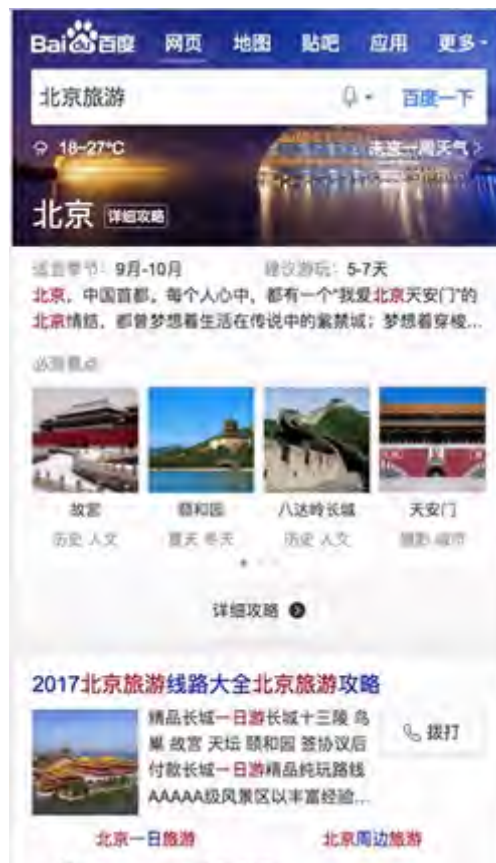 Bai百度 网页 地图 贴吧 应用 更多
北京旅游 百度一下
18-27°C 未来一周天气
北京 详细攻略
适宜季节: 9月-10月 建议游玩: 5-7天
北京，中国首都，每个人心中，都有一个“我爱北京天安门”的
北京情结，都曾梦想着生活在传说中的紫禁城；梦想着穿梭...
必游景点
故宫 颐和园 八达岭长城 天安门
历史 人文 夏天 冬天 历史 人文 摄影 城市
详细攻略
2017北京旅游线路大全北京旅游攻略
精品长城一日游长城十三陵 鸟
巢 故宫 天坛 颐和园 签协议后
付款长城一日游精品纯玩路线
AAAAA级风景区以丰富经验...
拨打
北京一日旅游 北京周边旅游